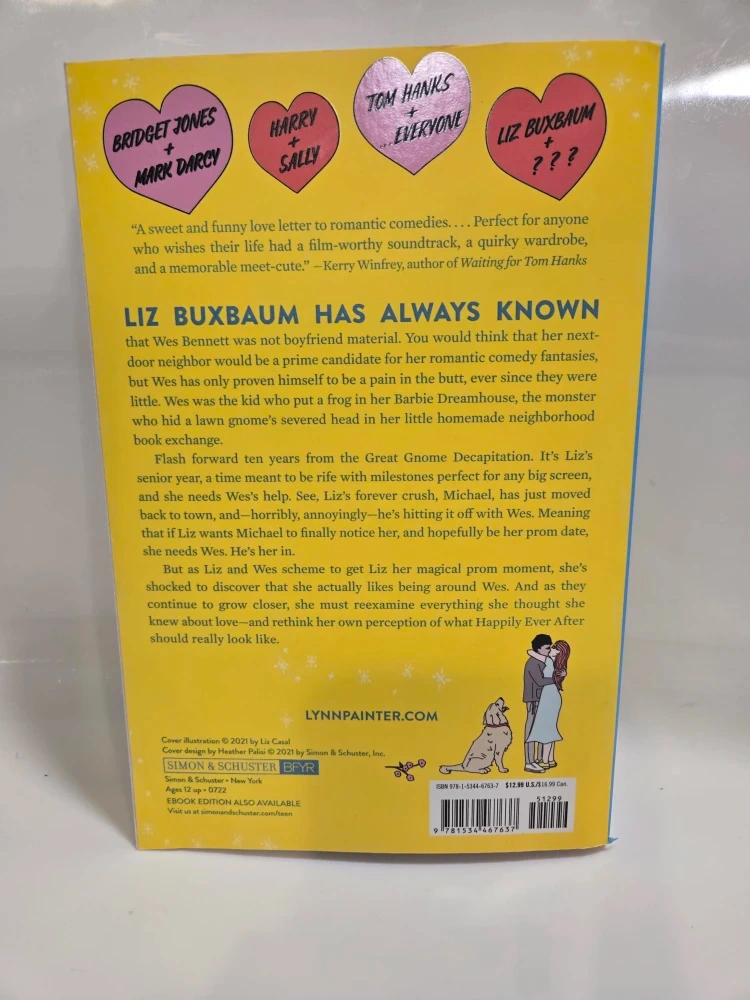 BRIDGET JONES
+
MARK DARCY
HARRY
+
SALLY
TOM HANKS
+
...EVERYONE
LIZ BUXBAUM
+
? ? ?
“A sweet and funny love letter to romantic comedies. . . . Perfect for anyone
who wishes their life had a film-worthy soundtrack, a quirky wardrobe,
and a memorable meet-cute.” —Kerry Winfrey, author of Waiting for Tom Hanks
LIZ BUXBAUM HAS ALWAYS KNOWN
that Wes Bennett was not boyfriend material. You would think that her next-
door neighbor would be a prime candidate for her romantic comedy fantasies,
but Wes has only proven himself to be a pain in the butt, ever since they were
little. Wes was the kid who put a frog in her Barbie Dreamhouse, the monster
who hid a lawn gnome’s severed head in her little homemade neighborhood
book exchange.
Flash forward ten years from the Great Gnome Decapitation. It’s Liz’s
senior year, a time meant to be rife with milestones perfect for any big screen,
and she needs Wes’s help. See, Liz’s forever crush, Michael, has just moved
back to town, and—horribly, annoyingly—he’s hitting it off with Wes. Meaning
that if Liz wants Michael to finally notice her, and hopefully be her prom date,
she needs Wes. He’s her in.
But as Liz and Wes scheme to get Liz her magical prom moment, she’s
shocked to discover that she actually likes being around Wes. And as they
continue to grow closer, she must reexamine everything she thought she
knew about love—and rethink her own perception of what Happily Ever After
should really look like.
LYNNPAINTER.COM
Cover illustration © 2021 by Liz Casal
Cover design by Heather Palisi © 2021 by Simon & Schuster, Inc.
SIMON & SCHUSTER BFYR
Simon & Schuster • New York
Ages 12 up • 0722
EBOOK EDITION ALSO AVAILABLE
Visit us at simonandschuster.com/teen
ISBN 978-1-5344-6763-7 $12.99 U.S./$16.99 Can.
51299
9 781534 467637